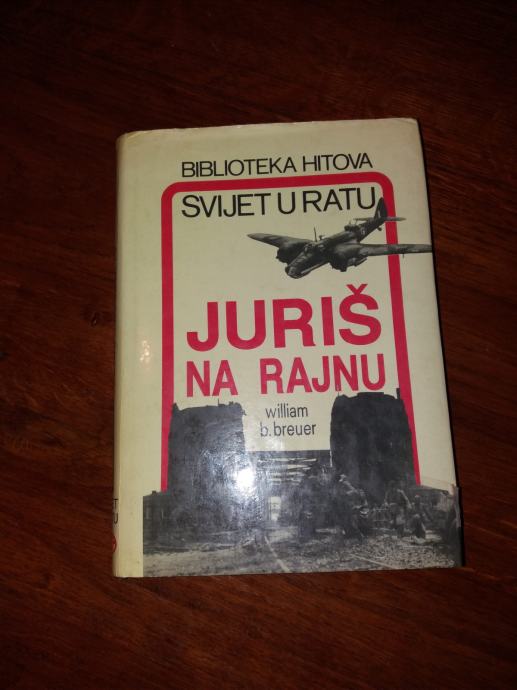 BIBLIOTEKA HITOVA
SVIJET U RATU
JURIŠ
NA RAJNU
william
b. breuer